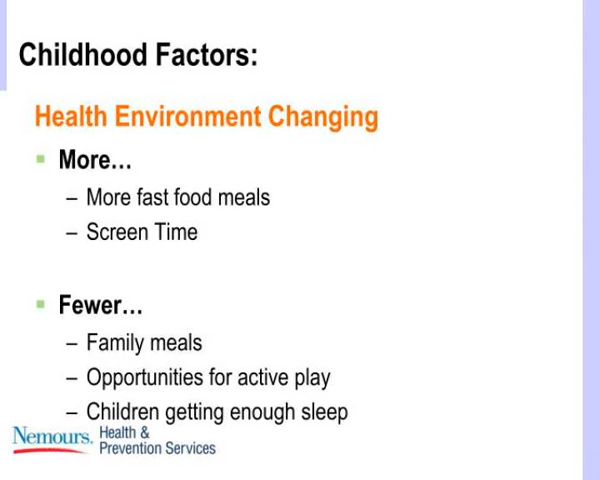 Childhood Factors:
Health Environment Changing
More…
– More fast food meals
– Screen Time
Fewer…
– Family meals
– Opportunities for active play
– Children getting enough sleep
Nemours. Health &
Prevention Services